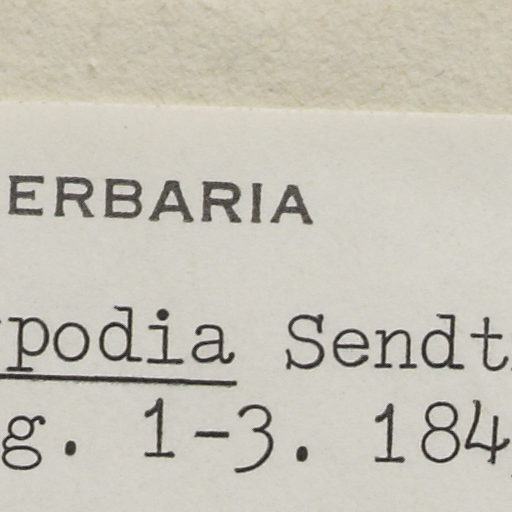 ERBARIA
podia Sendt
g. 1-3. 184